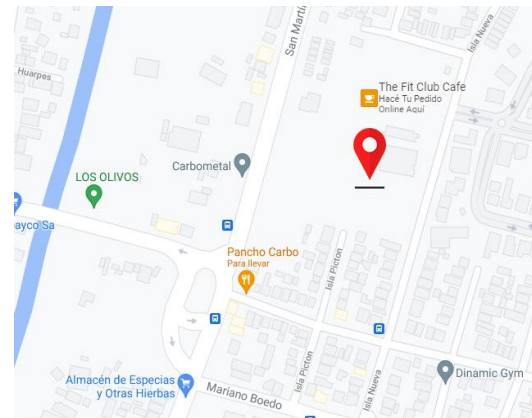 San Martí
Isla Nueva
Huarpes
The Fit Club Cafe
Hacé Tu Pedido
Online Aquí
Carbometal
LOS OLIVOS
ayco Sa
Pancho Carbo
Para llevar
Isla Picton
Isla Picton
Isla Nueva
Dinamic Gym
Almacén de Especias
y Otras Hierbas
Mariano Boedo